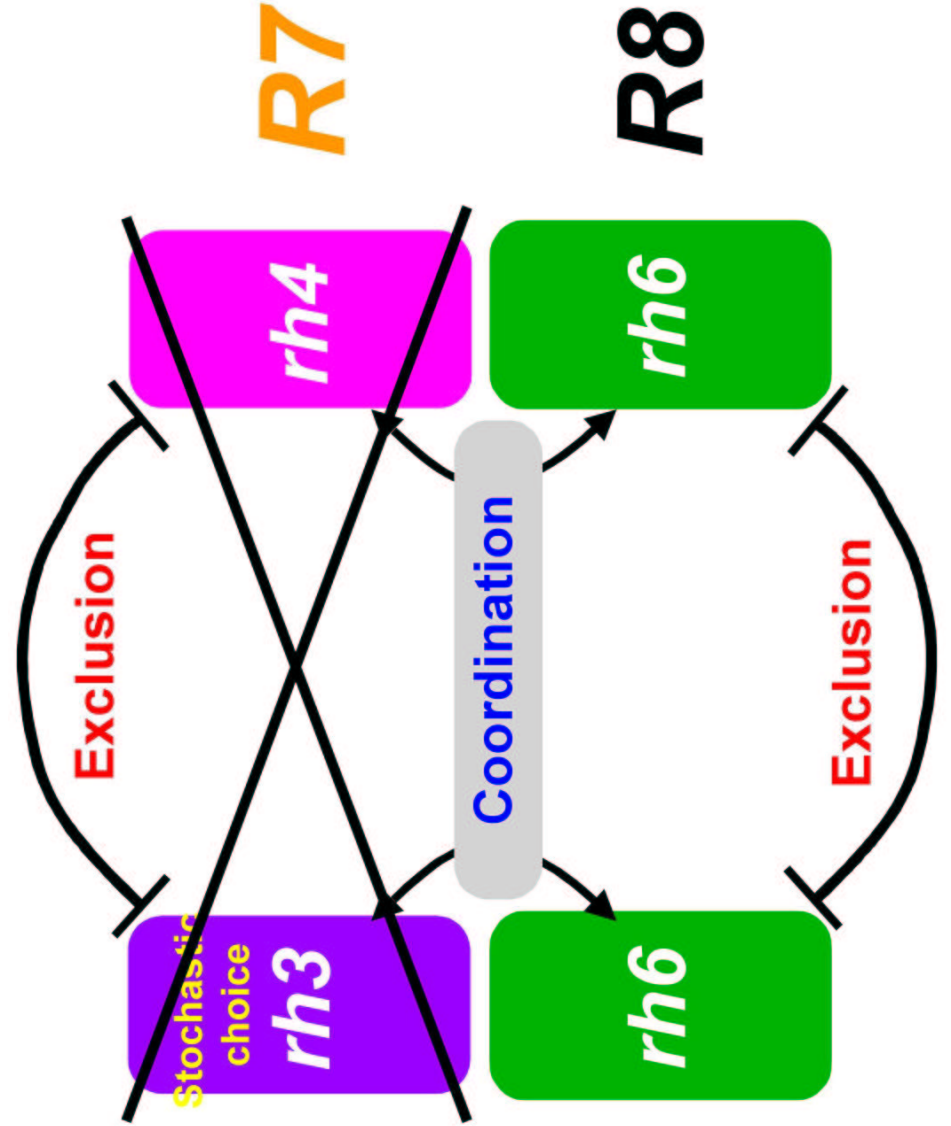 Exclusion
Stochastic
choice
rh3
rh4
R7
Coordination
rh6
rh6
R8
Exclusion